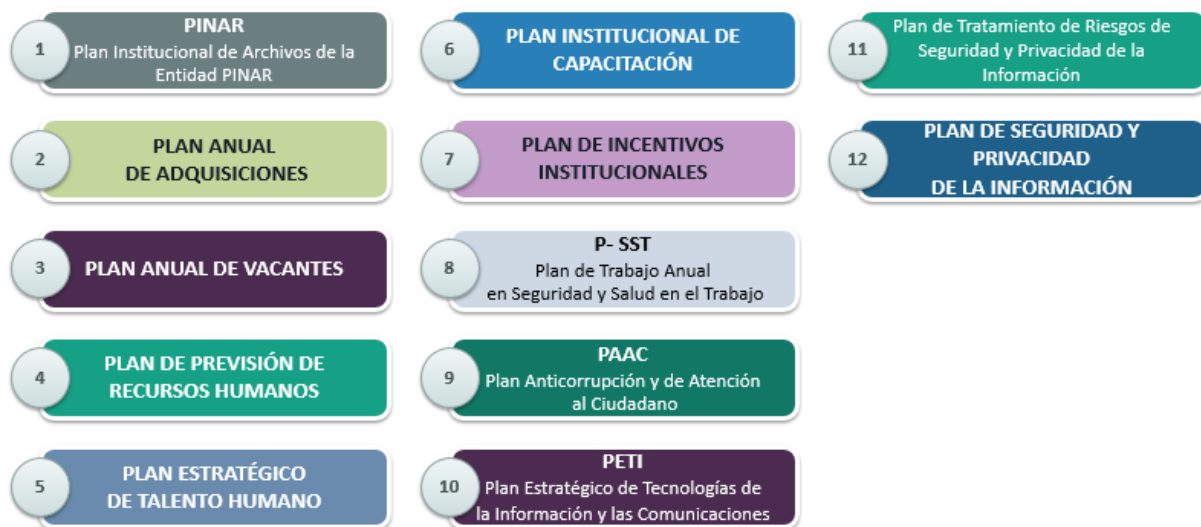 1
PINAR
Plan Institucional de Archivos de la
Entidad PINAR
2
PLAN ANUAL
DE ADQUISICIONES
3
PLAN ANUAL DE VACANTES
4
PLAN DE PREVISIÓN DE
RECURSOS HUMANOS
5
PLAN ESTRATÉGICO
DE TALENTO HUMANO
6
PLAN INSTITUCIONAL DE
CAPACITACIÓN
7
PLAN DE INCENTIVOS
INSTITUCIONALES
8
P- SST
Plan de Trabajo Anual
en Seguridad y Salud en el Trabajo
9
PAAC
Plan Anticorrupción y de Atención
al Ciudadano
10
PETI
Plan Estratégico de Tecnologías de
la Información y las Comunicaciones
11
Plan de Tratamiento de Riesgos de
Seguridad y Privacidad de la
Información
12
PLAN DE SEGURIDAD Y
PRIVACIDAD
DE LA INFORMACIÓN